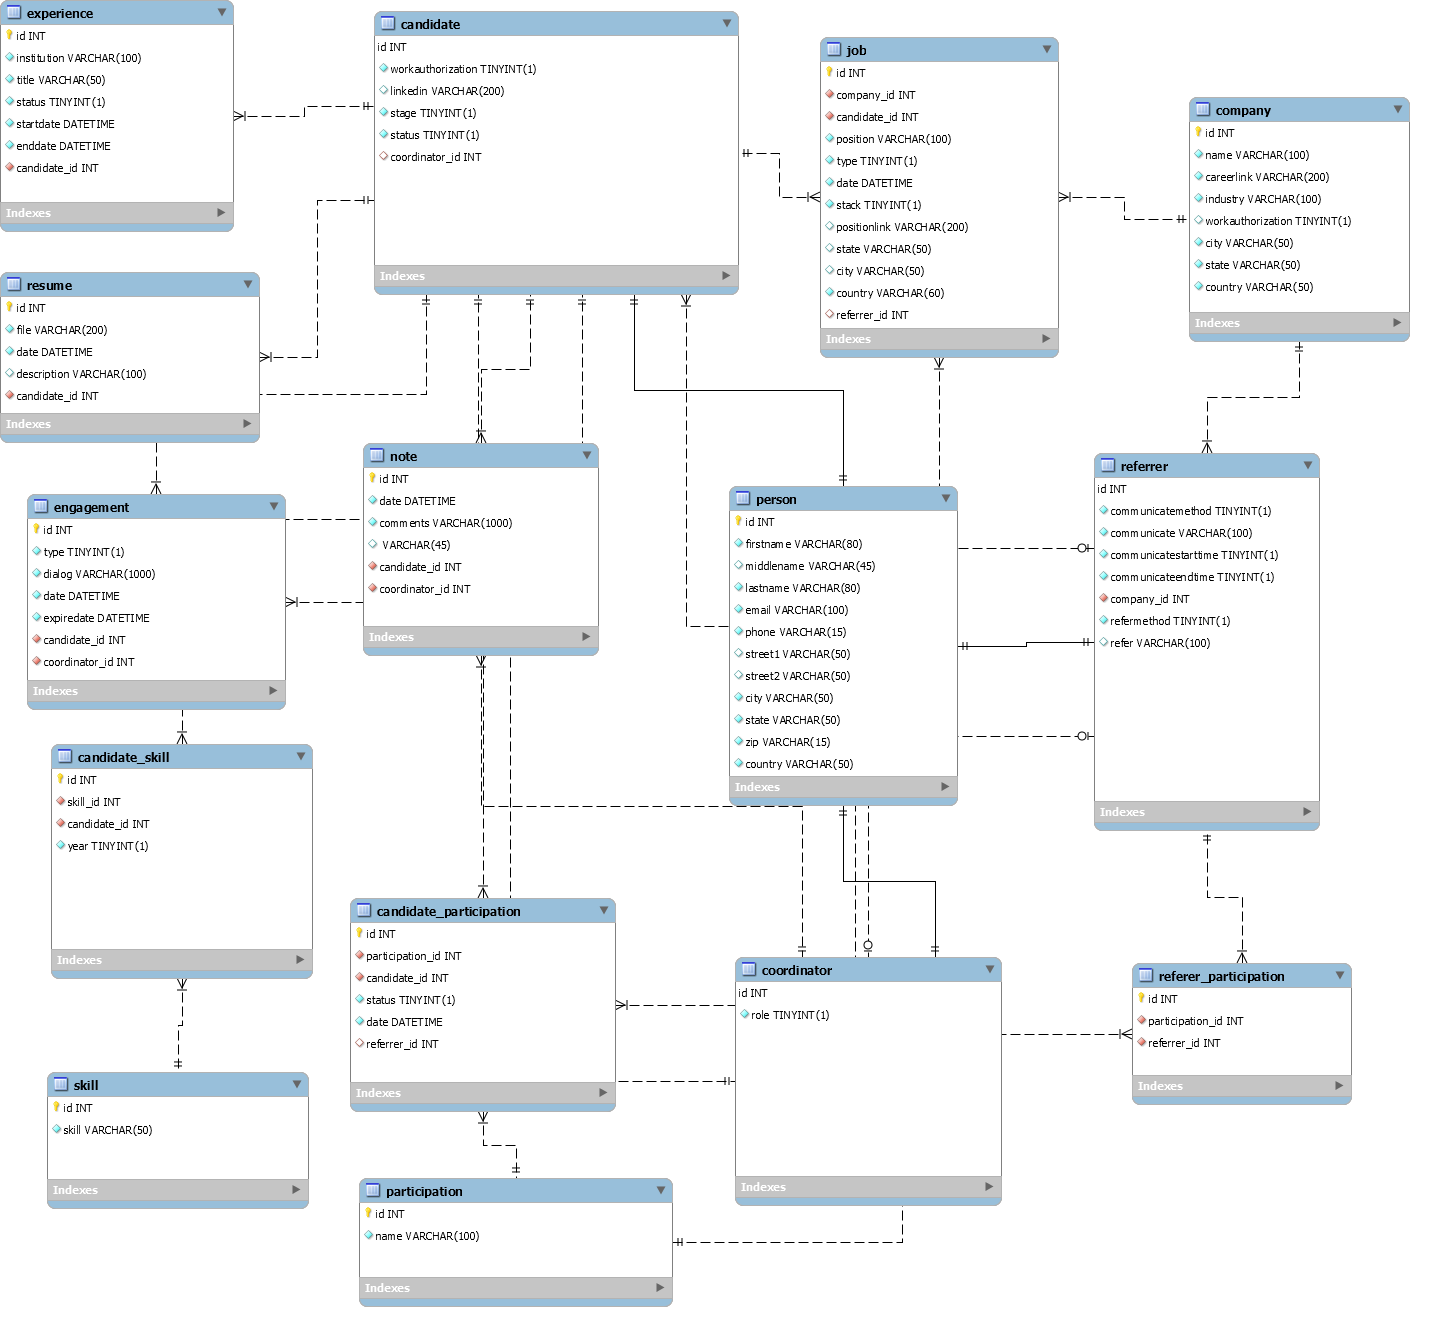 experience
id INT
institution VARCHAR(100)
title VARCHAR(50)
status TINYINT(1)
startdate DATETIME
enddate DATETIME
candidate_id INT
Indexes
candidate
id INT
workauthorization TINYINT(1)
linkedin VARCHAR(200)
stage TINYINT(1)
status TINYINT(1)
coordinator_id INT
Indexes
job
id INT
company_id INT
candidate_id INT
position VARCHAR(100)
type TINYINT(1)
date DATETIME
stack TINYINT(1)
positionlink VARCHAR(200)
state VARCHAR(50)
city VARCHAR(50)
country VARCHAR(60)
referrer_id INT
Indexes
company
id INT
name VARCHAR(100)
careerlink VARCHAR(200)
industry VARCHAR(100)
workauthorization TINYINT(1)
city VARCHAR(50)
state VARCHAR(50)
country VARCHAR(50)
Indexes
resume
id INT
file VARCHAR(200)
date DATETIME
description VARCHAR(100)
candidate_id INT
Indexes
note
id INT
date DATETIME
comments VARCHAR(1000)
VARCHAR(45)
candidate_id INT
coordinator_id INT
Indexes
person
id INT
firstname VARCHAR(80)
middlename VARCHAR(45)
lastname VARCHAR(80)
email VARCHAR(100)
phone VARCHAR(15)
street1 VARCHAR(50)
street2 VARCHAR(50)
city VARCHAR(50)
state VARCHAR(50)
zip VARCHAR(15)
country VARCHAR(50)
Indexes
referrer
id INT
communicatemethod TINYINT(1)
communicate VARCHAR(100)
communicatestarttime TINYINT(1)
communicateendtime TINYINT(1)
company_id INT
refermethod TINYINT(1)
refer VARCHAR(100)
Indexes
engagement
id INT
type TINYINT(1)
dialog VARCHAR(1000)
date DATETIME
expiredate DATETIME
candidate_id INT
coordinator_id INT
Indexes
candidate_skill
id INT
skill_id INT
candidate_id INT
year TINYINT(1)
Indexes
candidate_participation
id INT
participation_id INT
candidate_id INT
status TINYINT(1)
date DATETIME
referrer_id INT
Indexes
coordinator
id INT
role TINYINT(1)
Indexes
referer_participation
id INT
participation_id INT
referrer_id INT
Indexes
skill
id INT
skill VARCHAR(50)
Indexes
participation
id INT
name VARCHAR(100)
Indexes